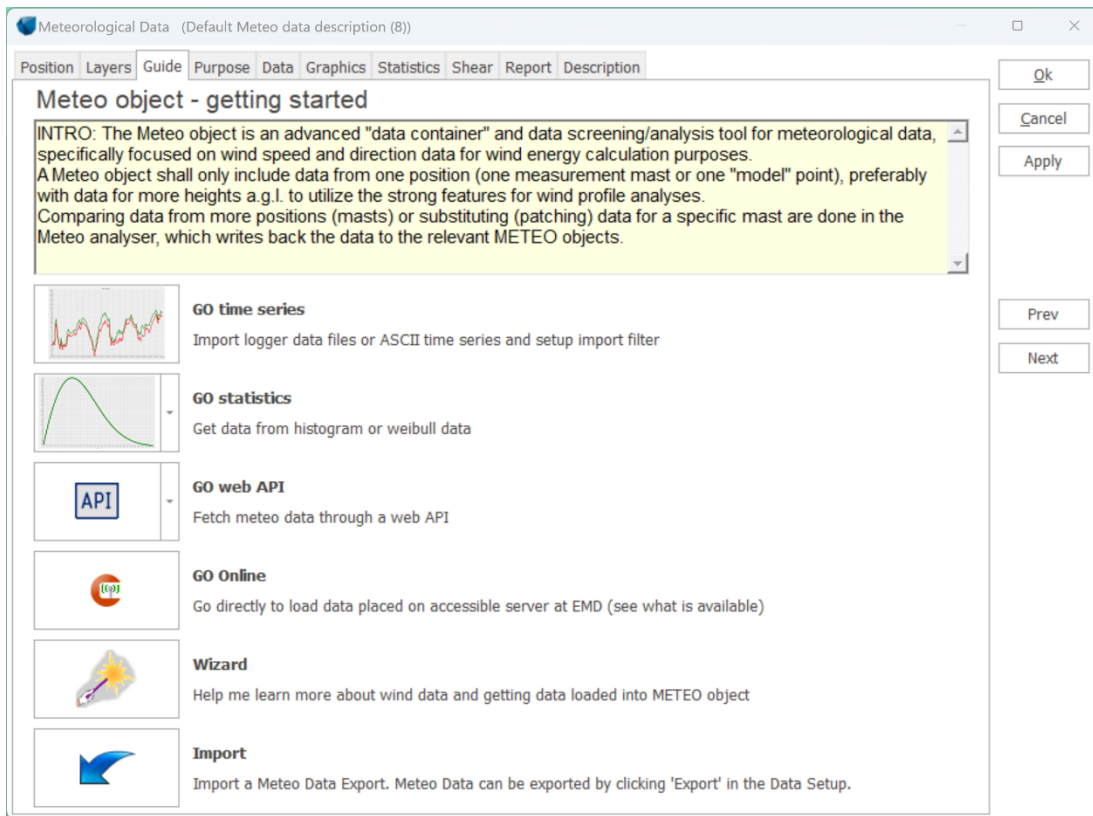 Meteorological Data   (Default Meteo data description (8))
Position Layers Guide Purpose Data Graphics Statistics Shear Report Description
Ok
Cancel
Apply
Prev
Next
Meteo object - getting started
INTRO: The Meteo object is an advanced "data container" and data screening/analysis tool for meteorological data,
specifically focused on wind speed and direction data for wind energy calculation purposes.
A Meteo object shall only include data from one position (one measurement mast or one "model" point), preferably
with data for more heights a.g.l. to utilize the strong features for wind profile analyses.
Comparing data from more positions (masts) or substituting (patching) data for a specific mast are done in the
Meteo analyser, which writes back the data to the relevant METEO objects.
GO time series
Import logger data files or ASCII time series and setup import filter
GO statistics
Get data from histogram or weibull data
API
GO web API
Fetch meteo data through a web API
GO Online
Go directly to load data placed on accessible server at EMD (see what is available)
Wizard
Help me learn more about wind data and getting data loaded into METEO object
Import
Import a Meteo Data Export. Meteo Data can be exported by clicking 'Export' in the Data Setup.